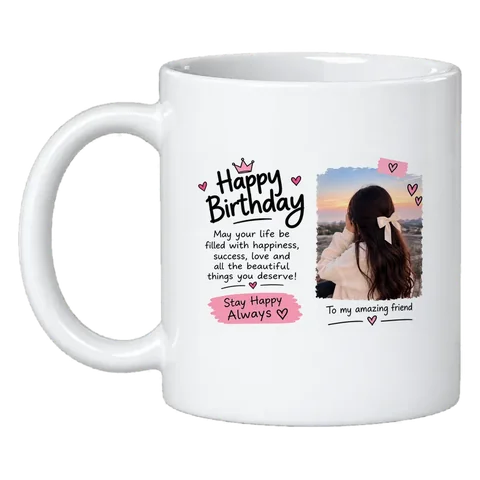 Happy
Birthday
May your life be
filled with happiness,
success, love and
all the beautiful
things you deserve!
Stay Happy
Always
To my amazing friend